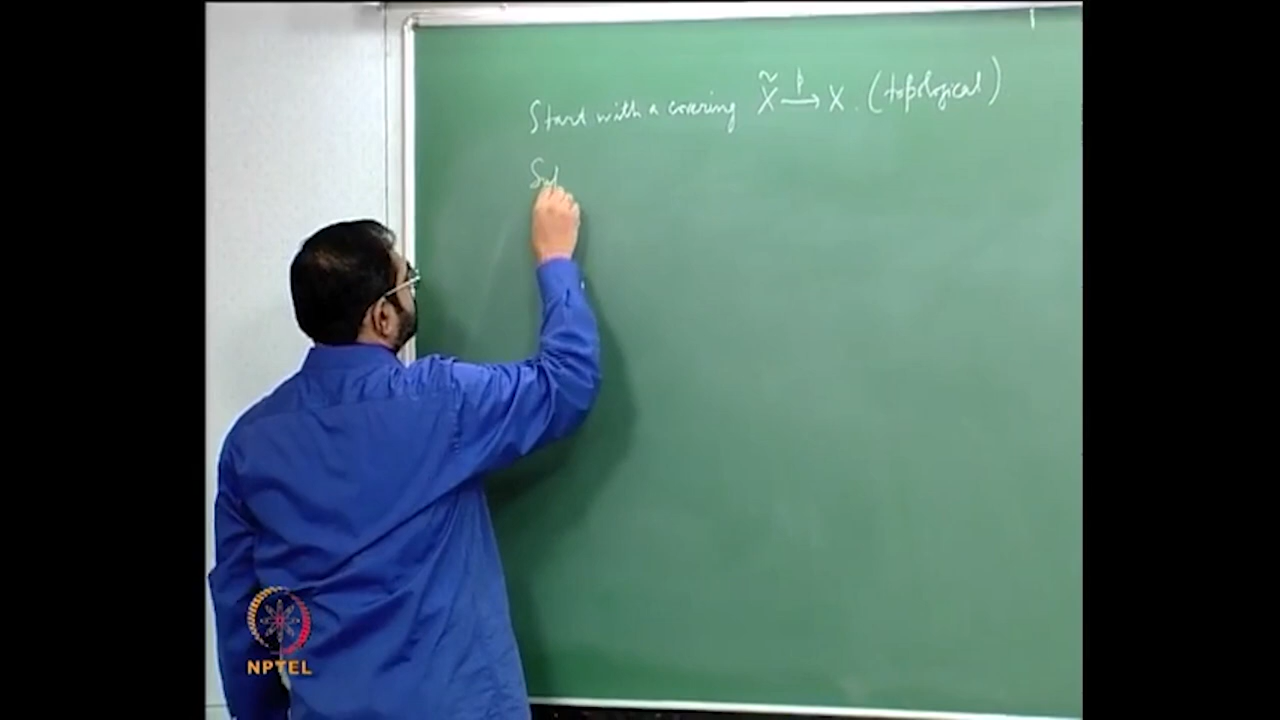 Start with a covering X̃ →ᵖ X. (topological)
NPTEL